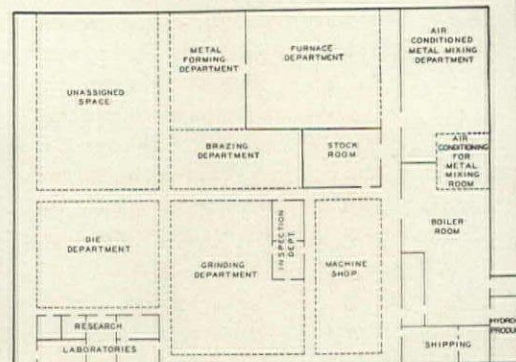 METAL
FORMING
DEPARTMENT
FURNACE
DEPARTMENT
AIR
CONDITIONED
METAL MIXING
DEPARTMENT
UNASSIGNED
SPACE
BRAZING
DEPARTMENT
STOCK
ROOM
AIR
CONDITIONING
FOR
METAL
MIXING
ROOM
DIE
DEPARTMENT
GRINDING
DEPARTMENT
INSPECTION
DEPT.
MACHINE
SHOP
BOILER
ROOM
RESEARCH
LABORATORIES
SHIPPING